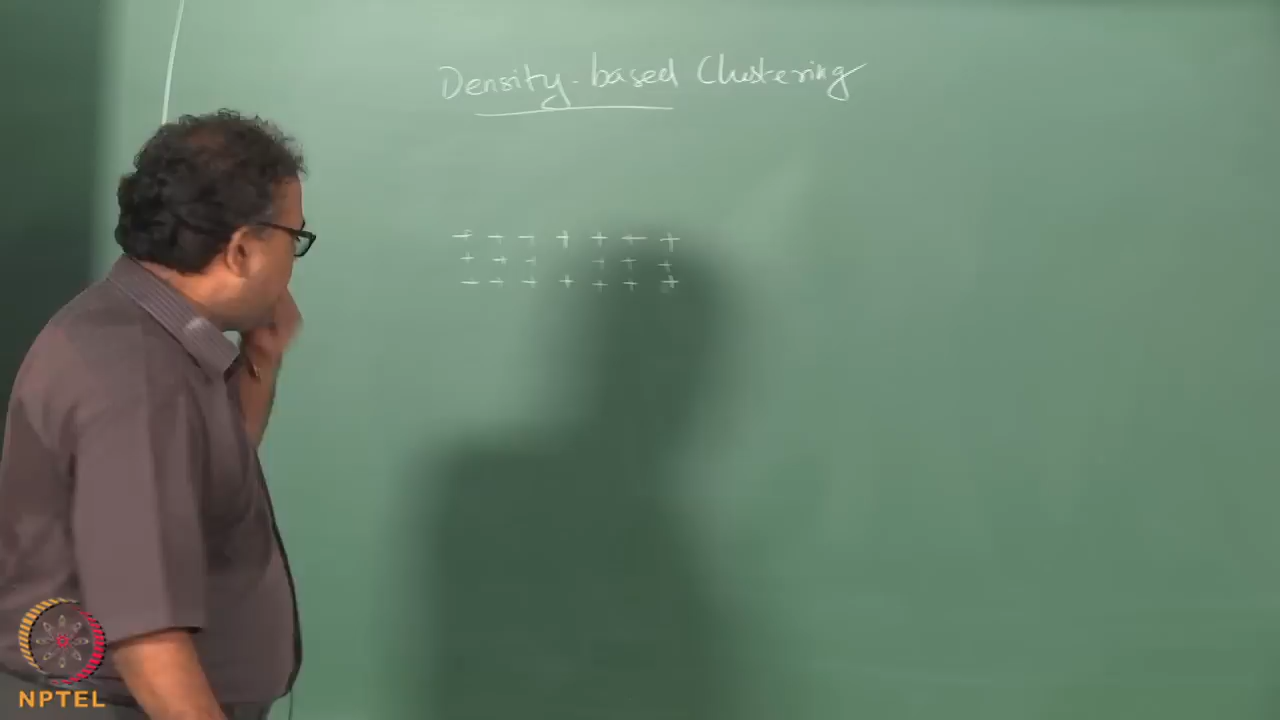 Density-based Clustering
+ + + + + + +
+ + + + + +
+ + + + + + +
NPTEL